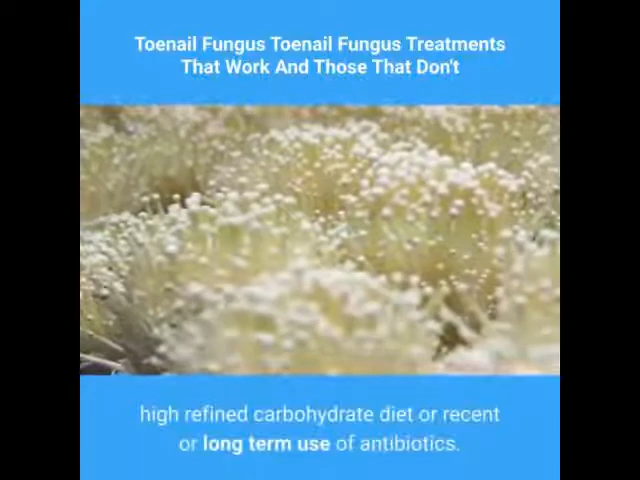 Toenail Fungus Toenail Fungus Treatments
That Work And Those That Don't
high refined carbohydrate diet or recent
or long term use of antibiotics.